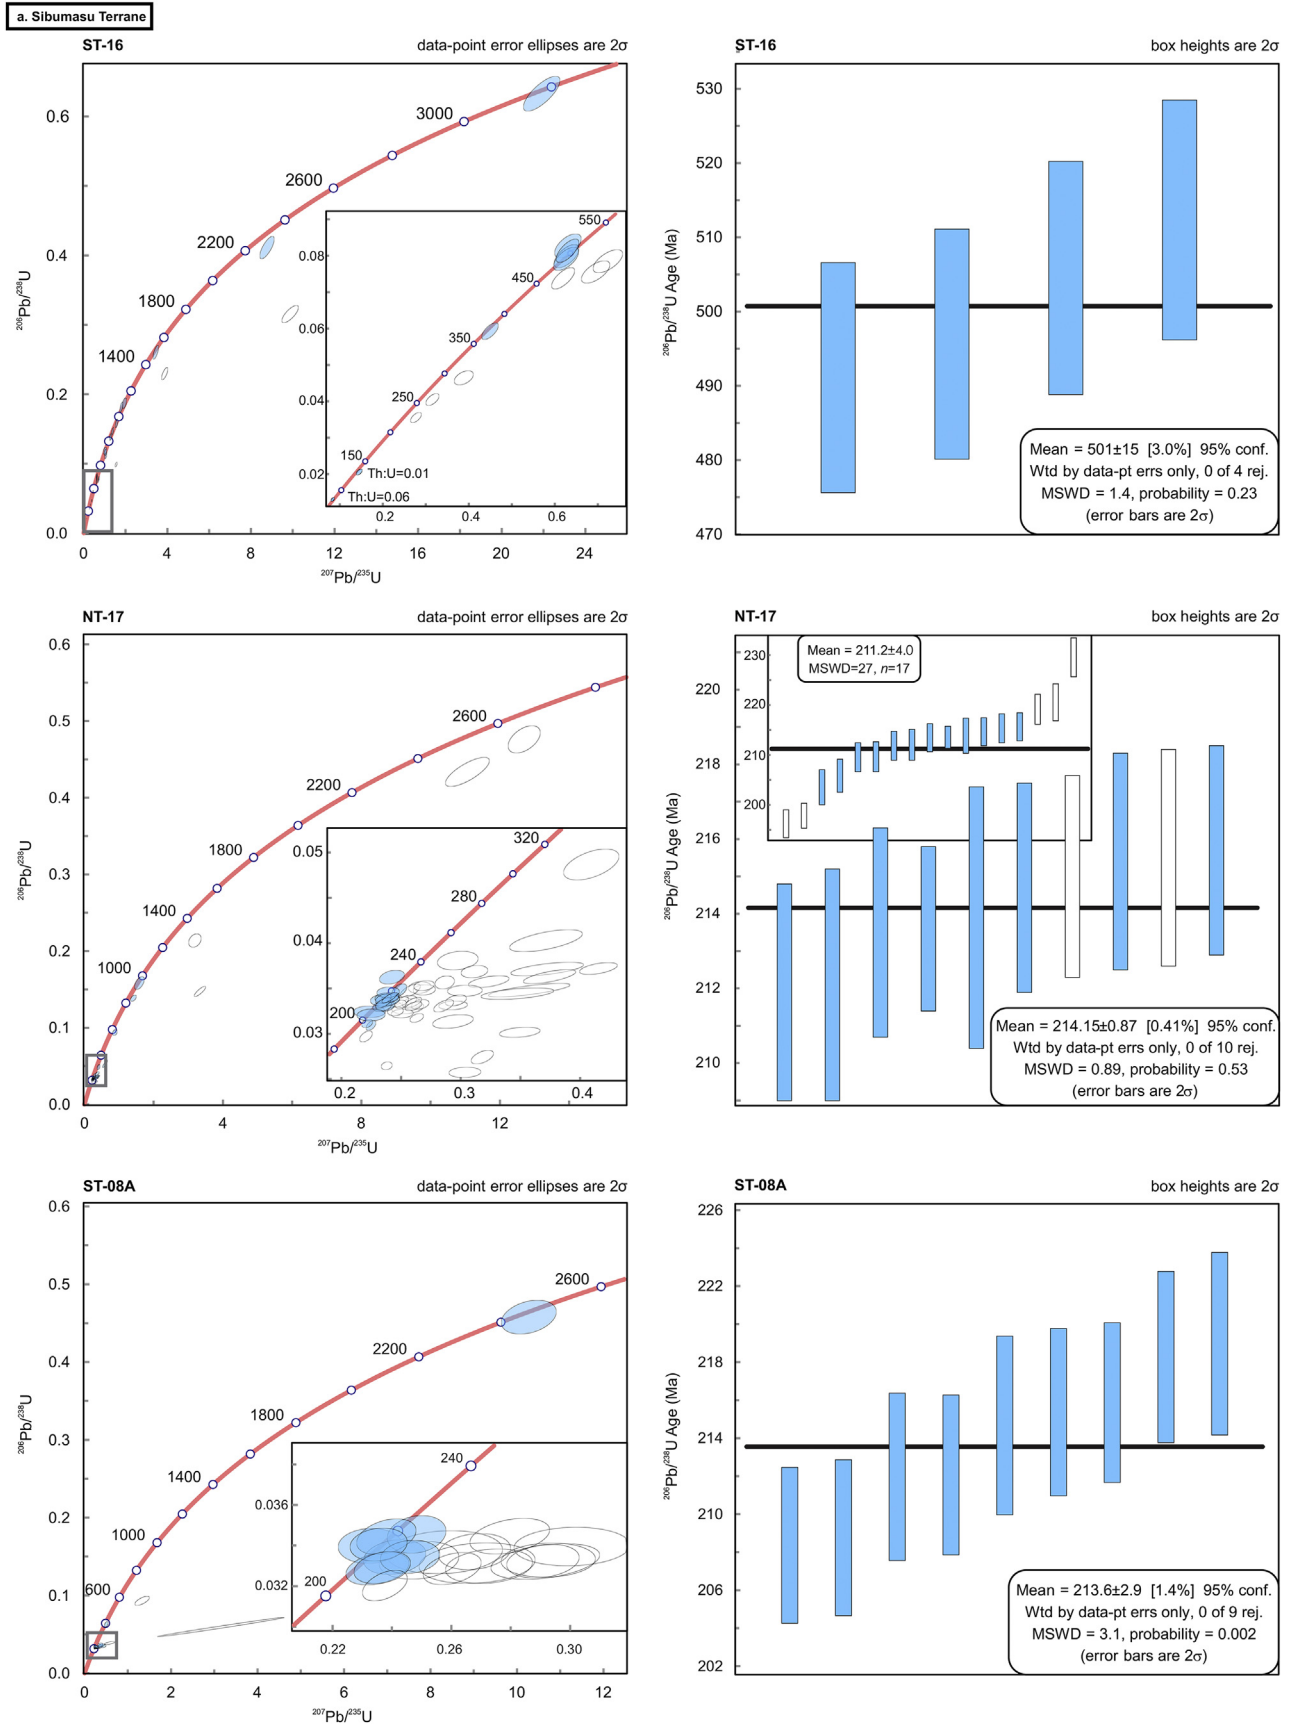 a. Sibumasu Terrane
ST-16
data-point error ellipses are 2σ
0.6
0.4
0.2
0.0
²⁰⁶Pb/²³⁸U
3000
2600
2200
1800
1400
0.08
0.06
0.04
0.02
550
450
350
250
150
Th:U=0.01
Th:U=0.06
0.2
0.4
0.6
0
4
8
12
16
20
24
²⁰⁷Pb/²³⁵U
ST-16
box heights are 2σ
530
520
510
500
490
480
470
²⁰⁶Pb/²³⁸U Age (Ma)
Mean = 501±15 [3.0%] 95% conf.
Wtd by data-pt errs only, 0 of 4 rej.
MSWD = 1.4, probability = 0.23
(error bars are 2σ)
NT-17
data-point error ellipses are 2σ
0.6
0.5
0.4
0.3
0.2
0.1
0.0
²⁰⁶Pb/²³⁸U
2600
2200
1800
1400
1000
0.05
0.04
0.03
320
280
240
200
0.2
0.3
0.4
0
4
8
12
²⁰⁷Pb/²³⁵U
NT-17
box heights are 2σ
220
218
216
214
212
210
²⁰⁶Pb/²³⁸U Age (Ma)
230
220
210
200
Mean = 211.2±4.0
MSWD=27, n=17
Mean = 214.15±0.87 [0.41%] 95% conf.
Wtd by data-pt errs only, 0 of 10 rej.
MSWD = 0.89, probability = 0.53
(error bars are 2σ)
ST-08A
data-point error ellipses are 2σ
0.6
0.5
0.4
0.3
0.2
0.1
0.0
²⁰⁶Pb/²³⁸U
2600
2200
1800
1400
1000
600
0.036
0.032
240
200
0.22
0.26
0.30
0
2
4
6
8
10
12
²⁰⁷Pb/²³⁵U
ST-08A
box heights are 2σ
226
222
218
214
210
206
202
²⁰⁶Pb/²³⁸U Age (Ma)
Mean = 213.6±2.9 [1.4%] 95% conf.
Wtd by data-pt errs only, 0 of 9 rej.
MSWD = 3.1, probability = 0.002
(error bars are 2σ)